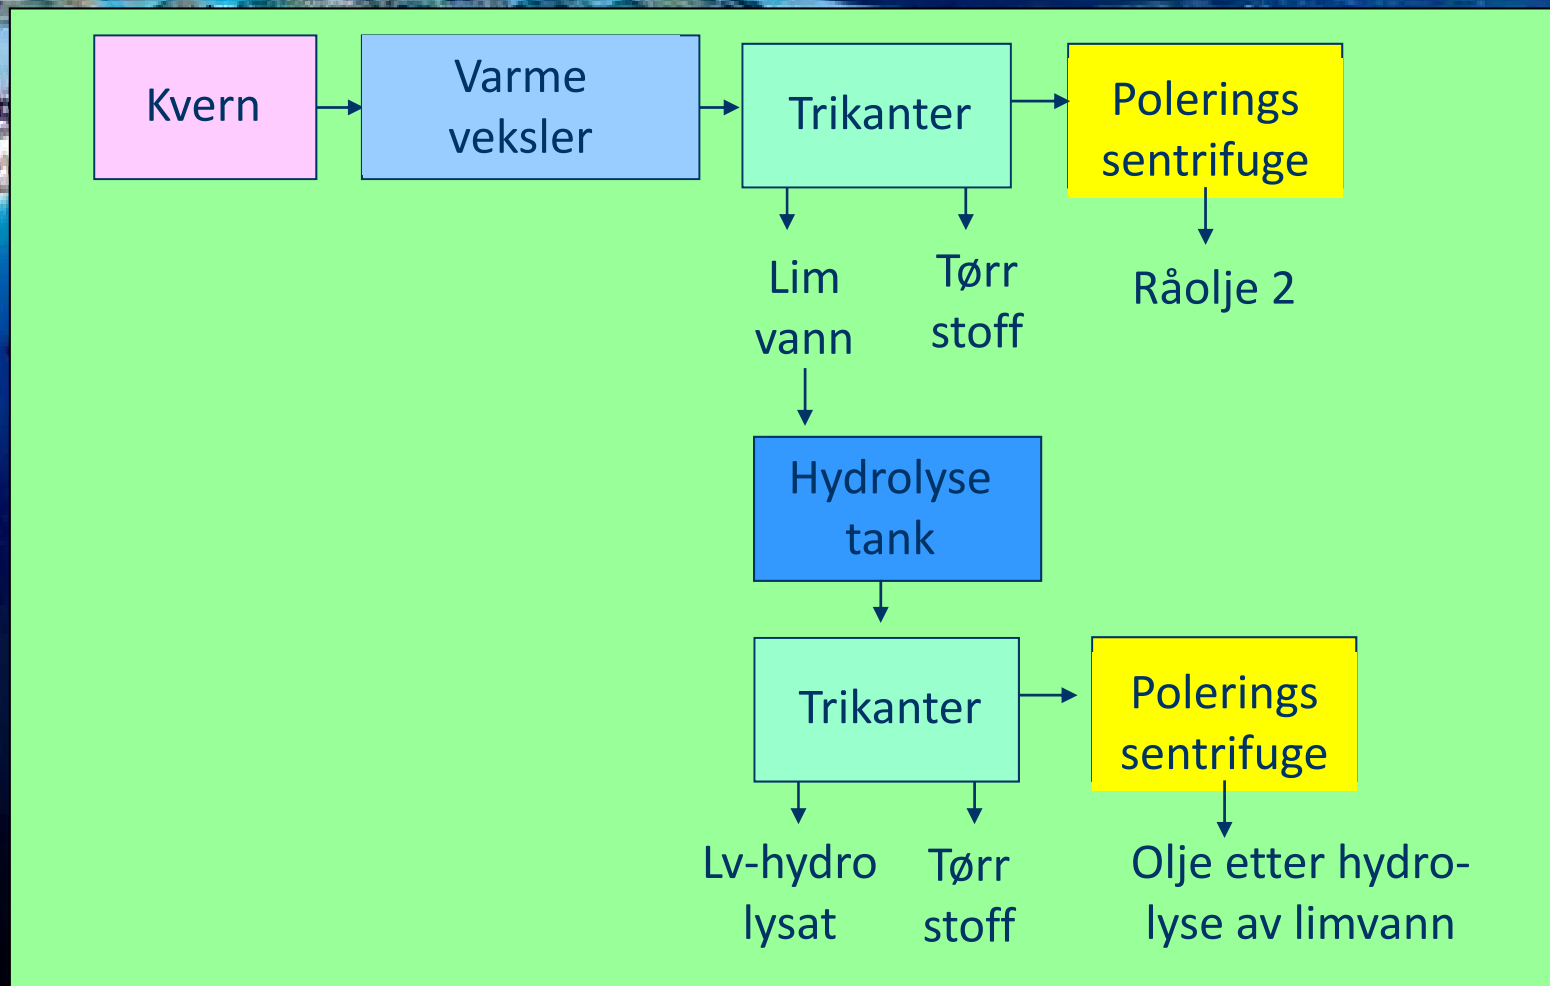 Kvern
Varme
veksler
Trikanter
Polerings
sentrifuge
Lim
vann
Tørr
stoff
Råolje 2
Hydrolyse
tank
Trikanter
Polerings
sentrifuge
Lv-hydro
lysat
Tørr
stoff
Olje etter hydro-
lyse av limvann